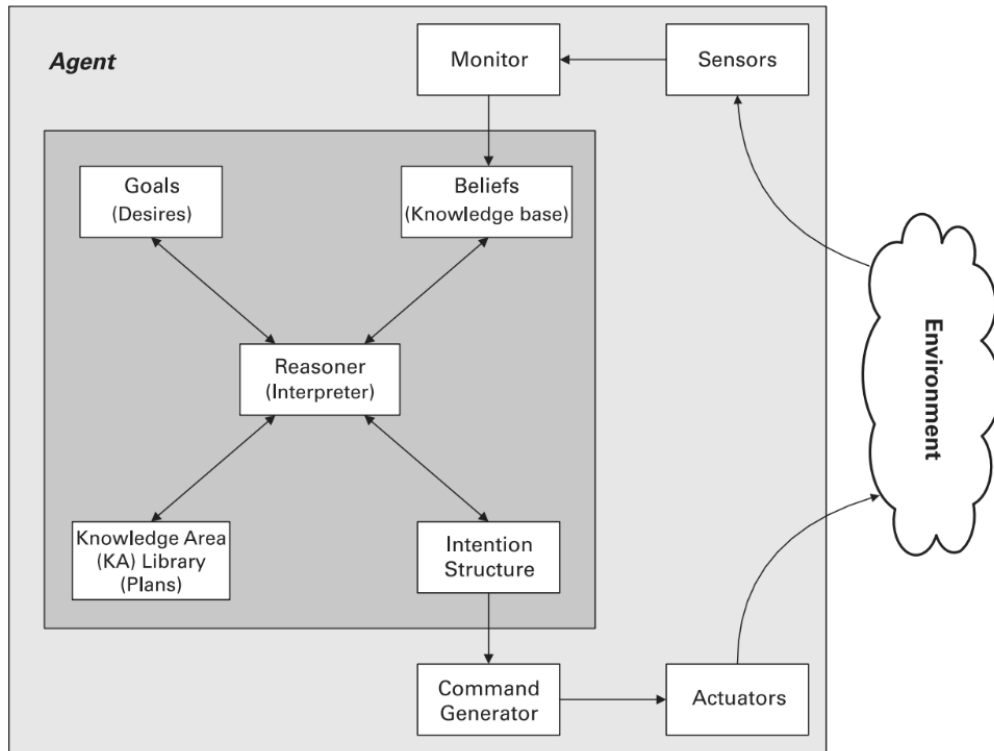 Agent
Monitor
Sensors
Goals
(Desires)
Beliefs
(Knowledge base)
Reasoner
(Interpreter)
Knowledge Area
(KA) Library
(Plans)
Intention
Structure
Command
Generator
Actuators
Environment